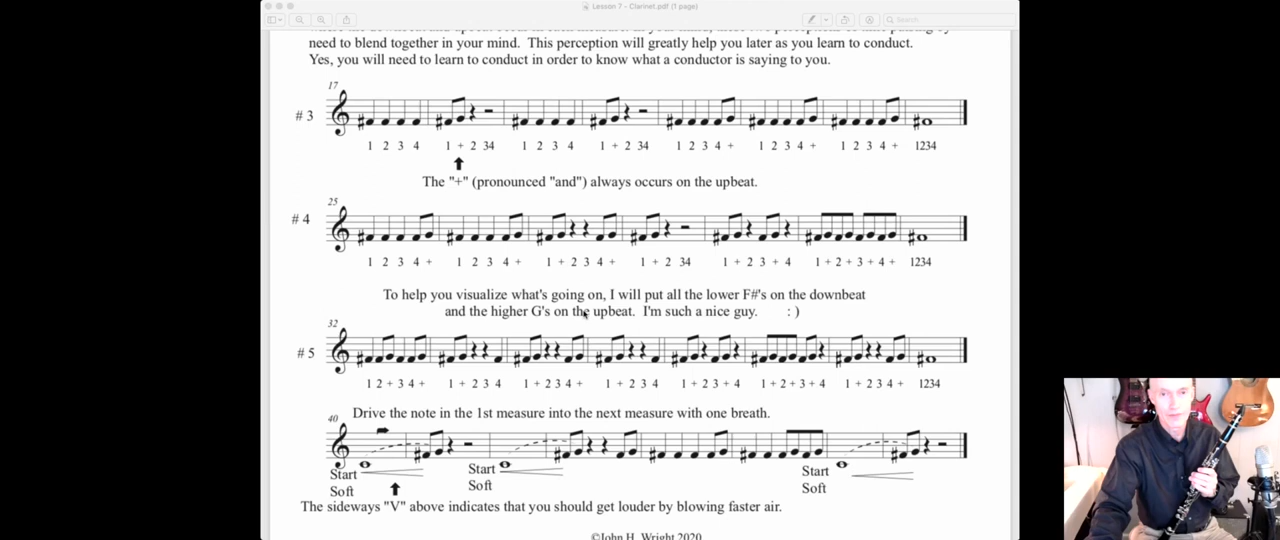 Lesson 7 - Clarinet.pdf (1 page)
Search
need to blend together in your mind. This perception will greatly help you later as you learn to conduct.
Yes, you will need to learn to conduct in order to know what a conductor is saying to you.
17
# 3
1 2 3 4 1 + 2 34 1 2 3 4 1 + 2 34 1 2 3 4 + 1 2 3 4 + 1 2 3 4 + 1234
The "+" (pronounced "and") always occurs on the upbeat.
25
# 4
1 2 3 4 + 1 2 3 4 + 1 + 2 3 4 + 1 + 2 34 1 + 2 3 + 4 1 + 2 + 3 + 4 + 1234
To help you visualize what's going on, I will put all the lower F#'s on the downbeat
and the higher G's on the upbeat. I'm such a nice guy. : )
32
# 5
1 2 + 3 4 + 1 + 2 3 4 1 + 2 3 4 + 1 + 2 3 4 1 + 2 3 + 4 1 + 2 + 3 + 4 1 + 2 3 4 + 1234
Drive the note in the 1st measure into the next measure with one breath.
40
Start Start Start
Soft Soft Soft
The sideways "V" above indicates that you should get louder by blowing faster air.
©John H. Wright 2020